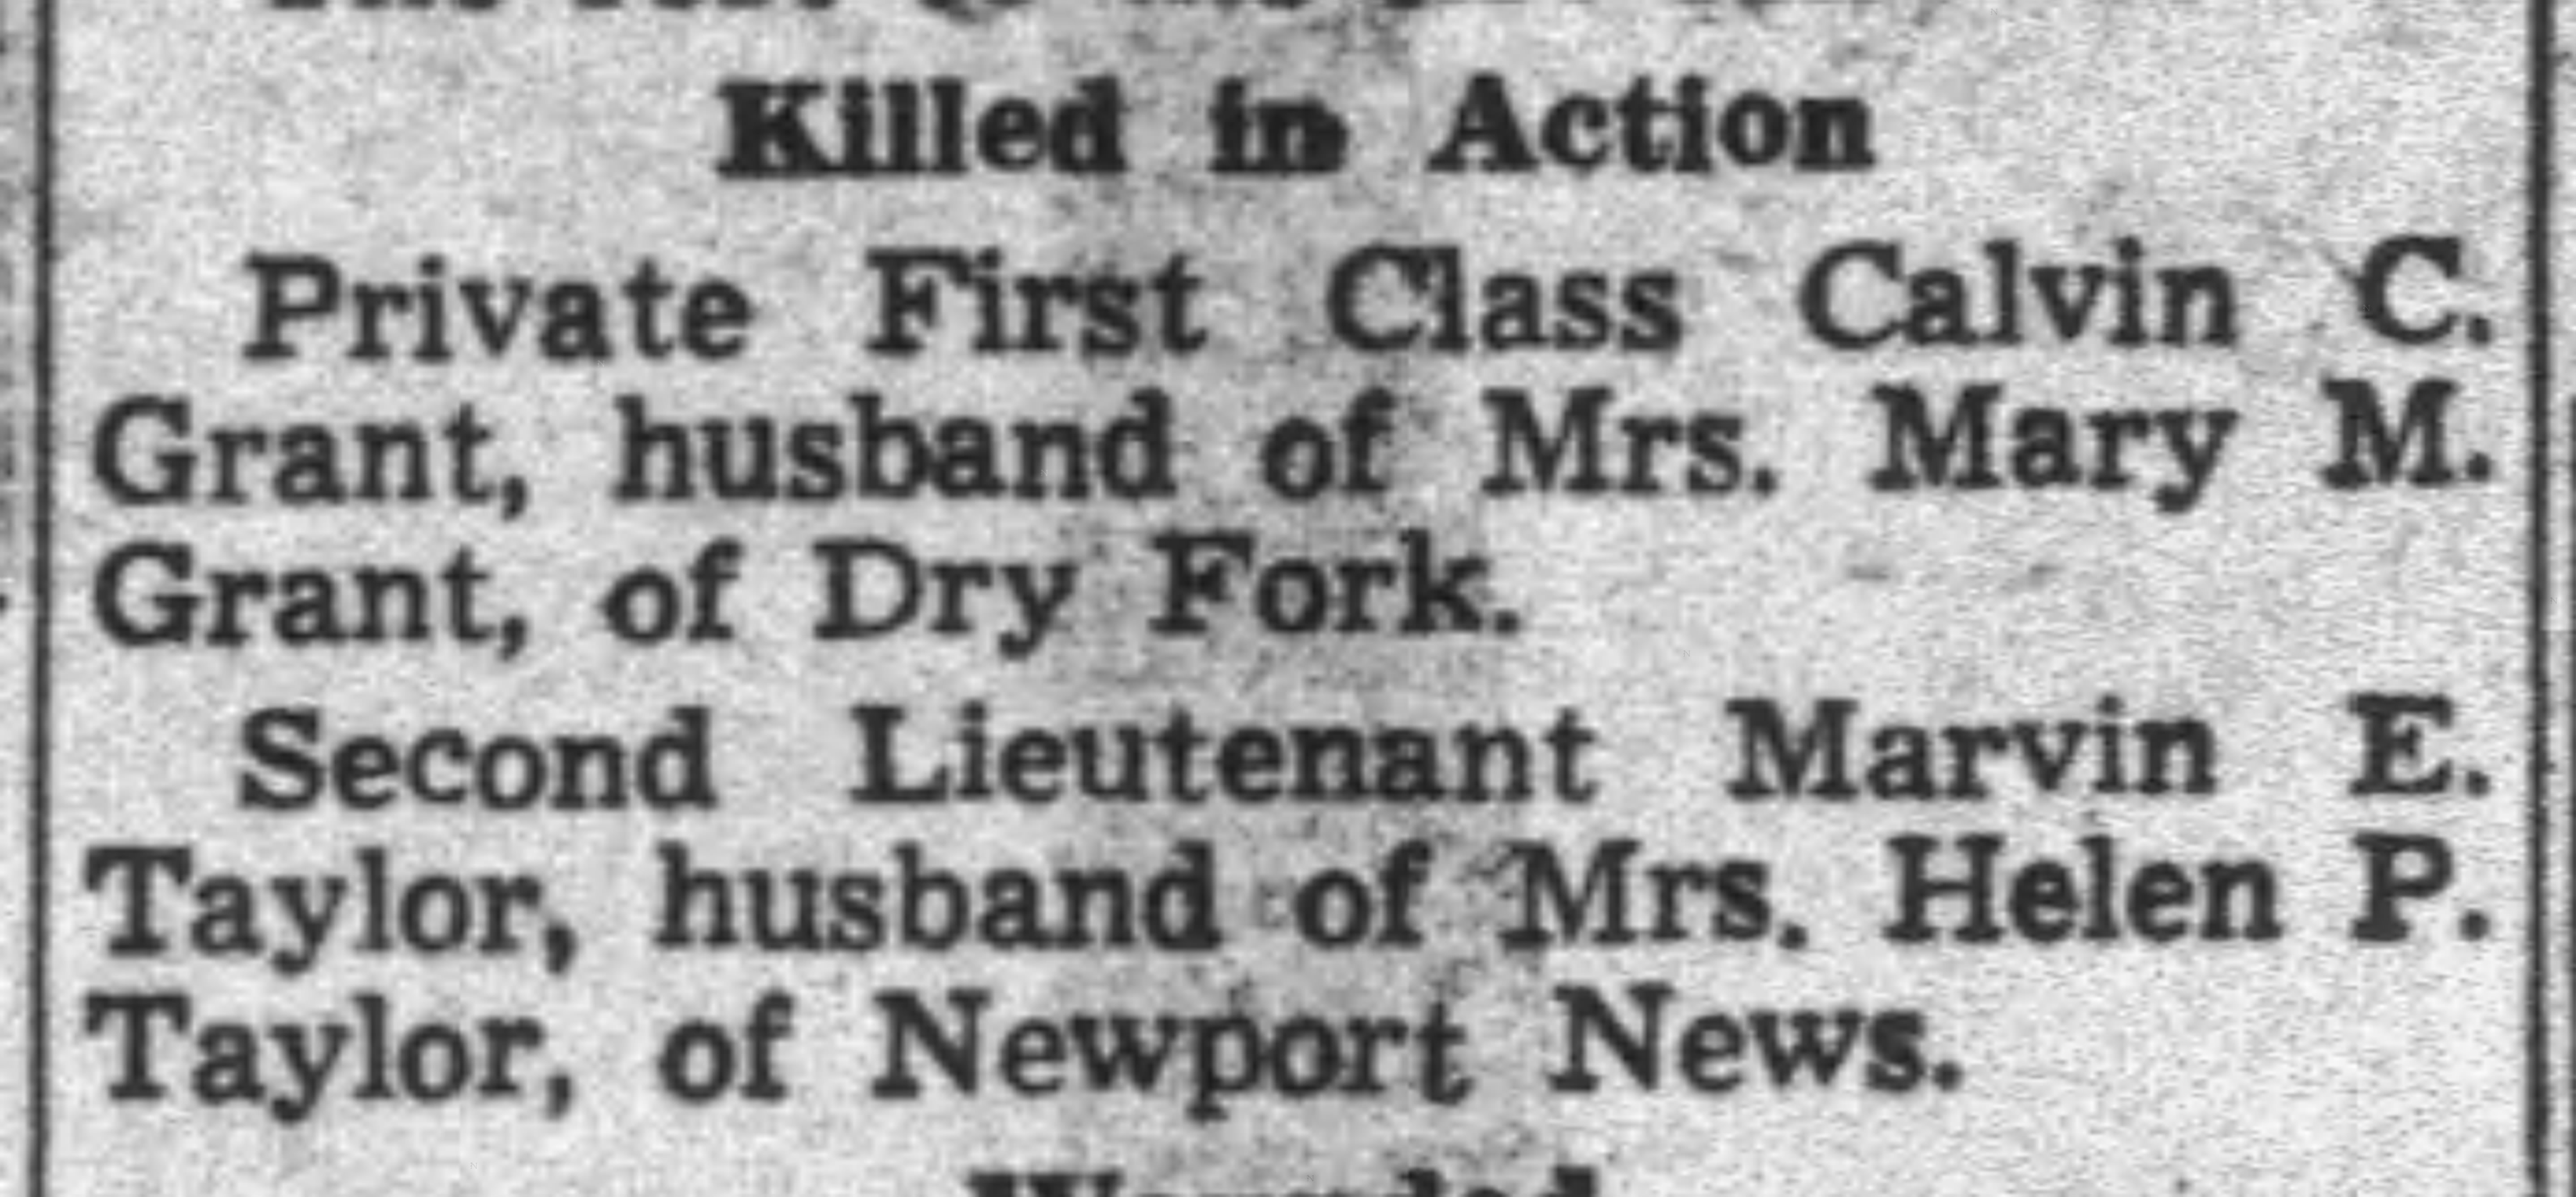 Killed in Action
Private First Class Calvin C.
Grant, husband of Mrs. Mary M.
Grant, of Dry Fork.
Second Lieutenant Marvin E.
Taylor, husband of Mrs. Helen P.
Taylor, of Newport News.
Wounded